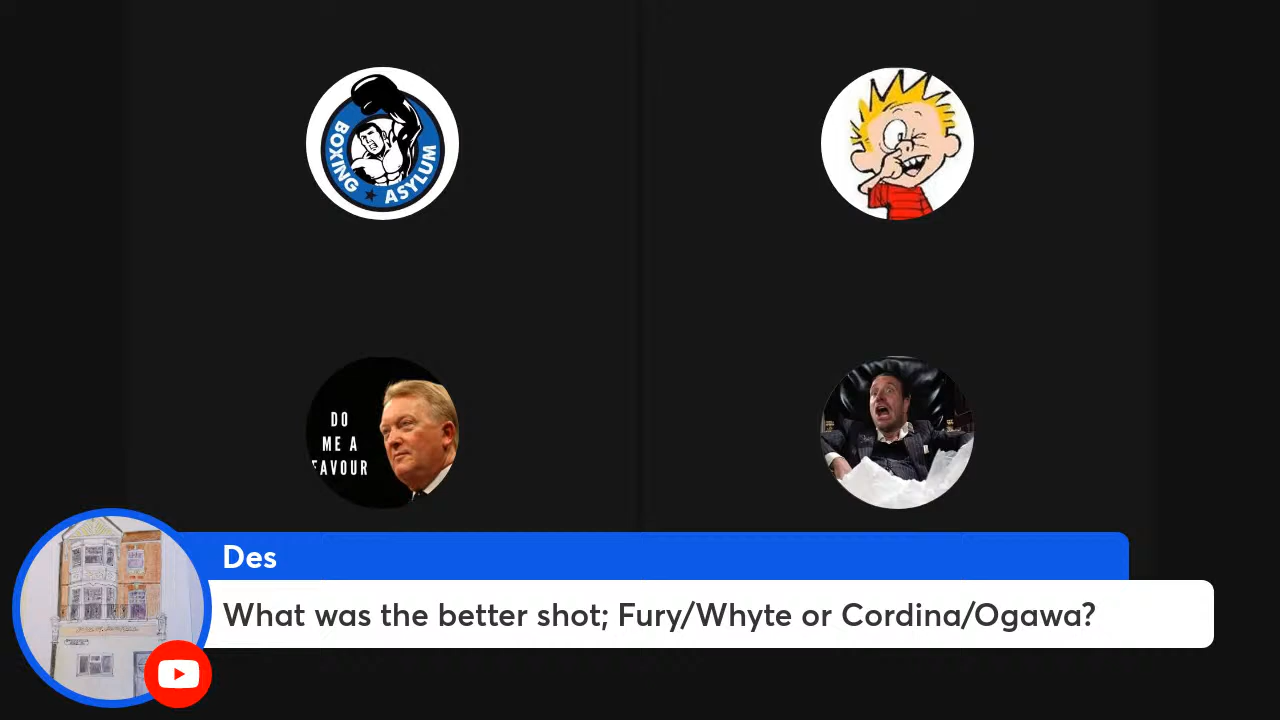 BOXING ★ ASYLUM
DO
ME A
FAVOUR
Des
What was the better shot; Fury/Whyte or Cordina/Ogawa?